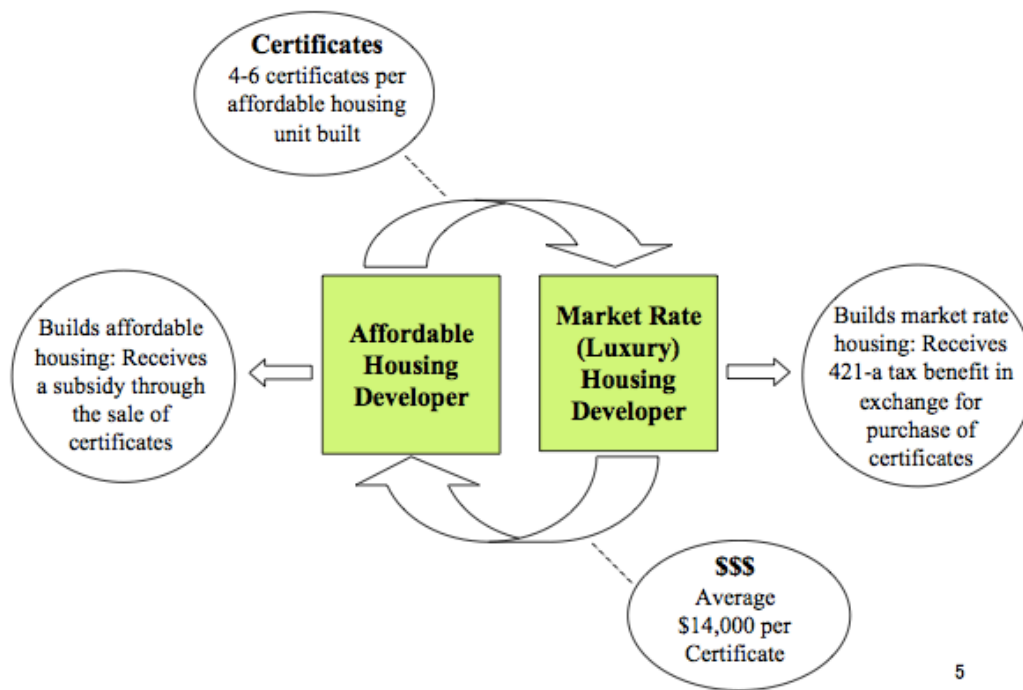 Certificates
4-6 certificates per
affordable housing
unit built
Builds affordable
housing: Receives
a subsidy through
the sale of
certificates
Affordable
Housing
Developer
Market Rate
(Luxury)
Housing
Developer
Builds market rate
housing: Receives
421-a tax benefit in
exchange for
purchase of
certificates
$$$
Average
$14,000 per
Certificate
5